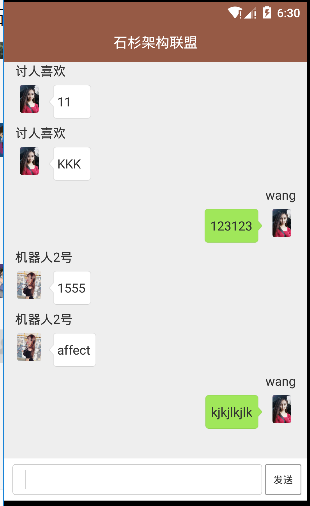 6:30
石杉架构联盟
讨人喜欢
11
讨人喜欢
KKK
wang
123123
机器人2号
1555
机器人2号
affect
wang
kjkjlkjlk
发送